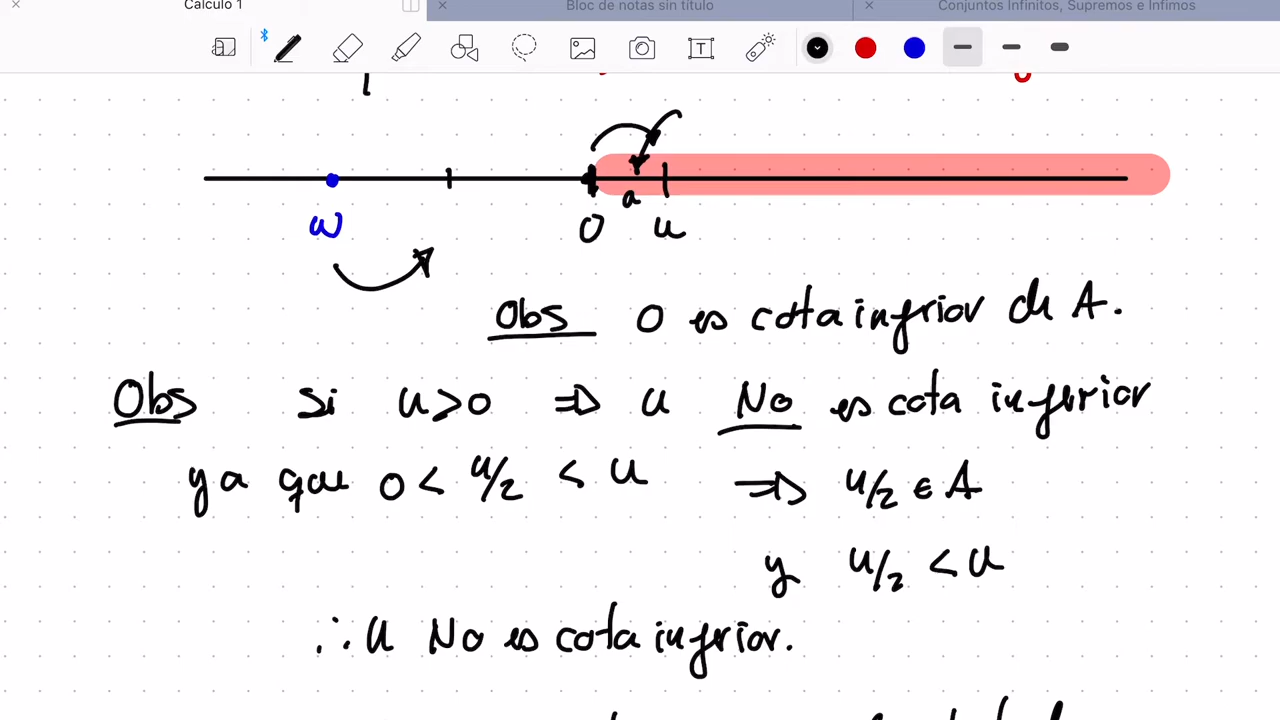 Calculo 1
Bloc de notas sin título
Conjuntos Infinitos, Supremos e Infimos
T
w
0
a
u
Obs 0 es cota infrior de A.
Obs si u>0 ⇒ u No es cota inferior
ya que 0 < u/2 < u ⇒ u/2 ∈ A
y u/2 < u
∴ u No es cota inferior.